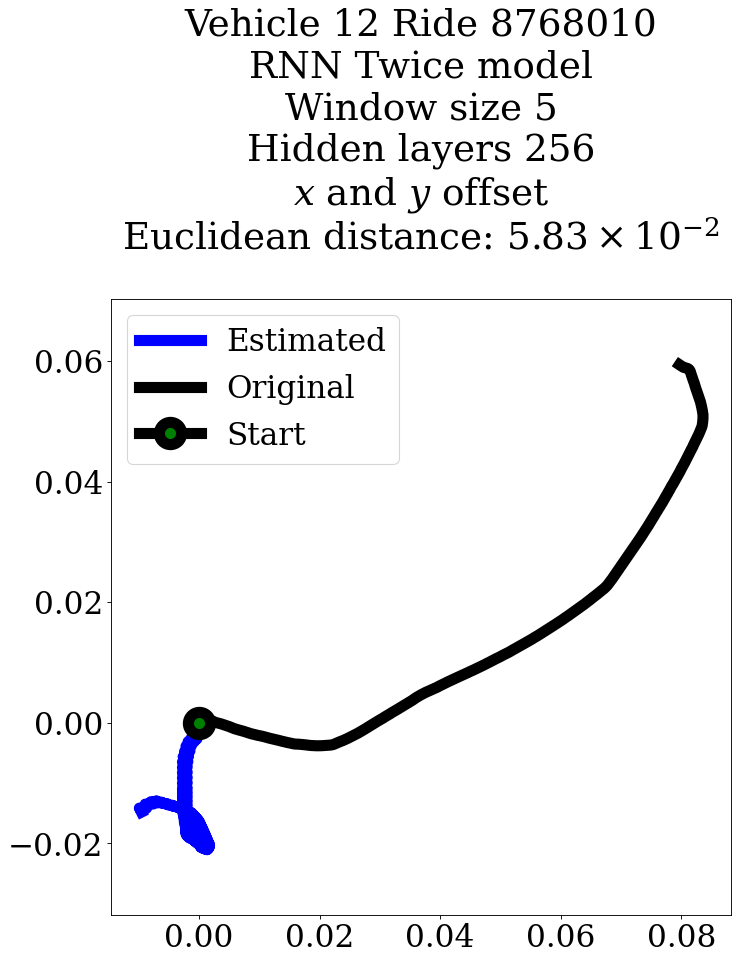 Vehicle 12 Ride 8768010
RNN Twice model
Window size 5
Hidden layers 256
x and y offset
Euclidean distance: 5.83 × 10⁻²
Estimated
Original
Start
0.06
0.04
0.02
0.00
−0.02
0.00 0.02 0.04 0.06 0.08